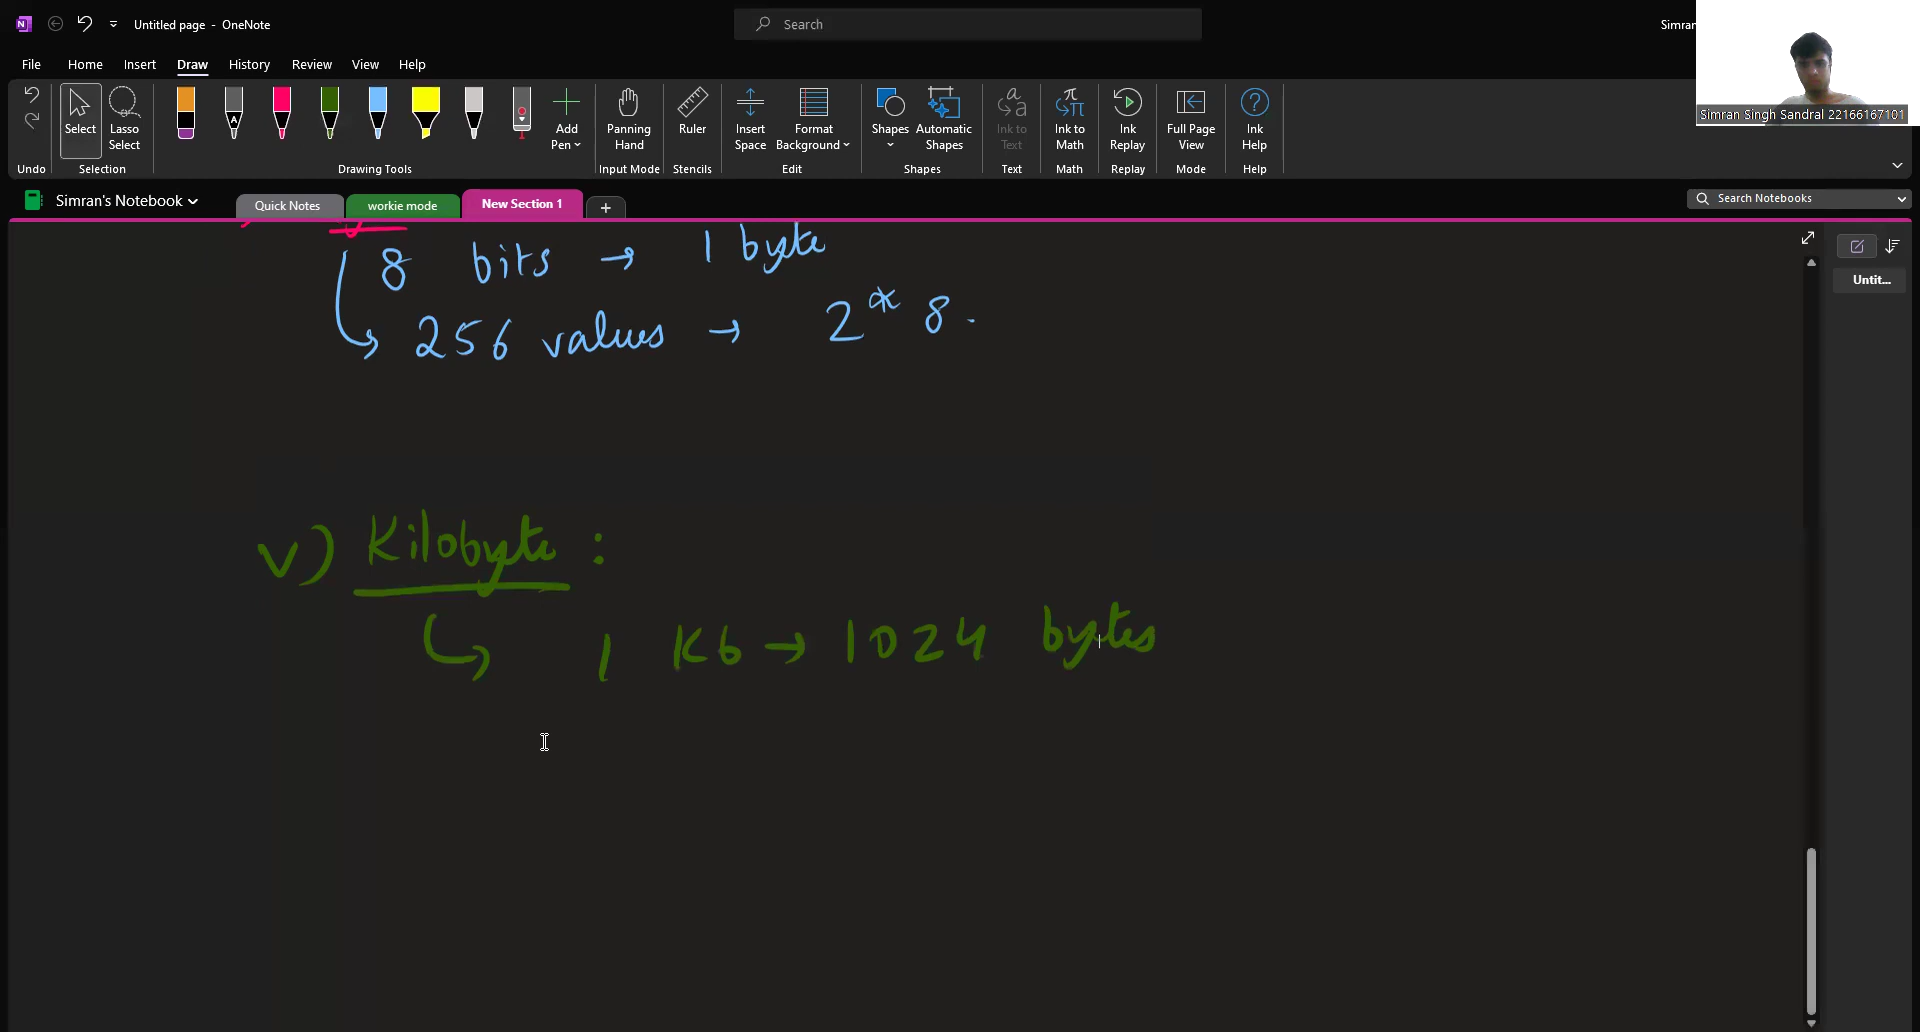 Untitled page - OneNote
Search
Simran
File Home Insert Draw History Review View Help
Select
Lasso Select
Add Pen
Panning Hand
Ruler
Insert Space
Format Background
Shapes
Automatic Shapes
Ink to Text
Ink to Math
Ink Replay
Full Page View
Ink Help
Undo Selection Drawing Tools Input Mode Stencils Edit Shapes Text Math Replay Mode Help
Simran Singh Sandral 22166167101
Simran's Notebook Quick Notes workie mode New Section 1 +
Search Notebooks
Untit...
8 bits → 1 byte
↳ 256 values → 2 * 8.
v) Kilobyte :
↳ 1 Kb → 1024 bytes